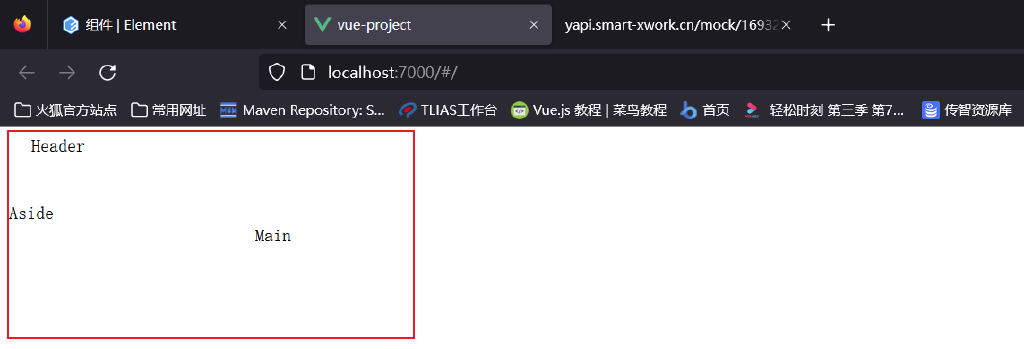 组件 | Element
vue-project
yapi.smart-xwork.cn/mock/16932
localhost:7000/#/
火狐官方站点
常用网址
Maven Repository: S...
TLIAS工作台
Vue.js 教程 | 菜鸟教程
首页
轻松时刻 第三季 第7...
传智资源库
Header
Aside
Main